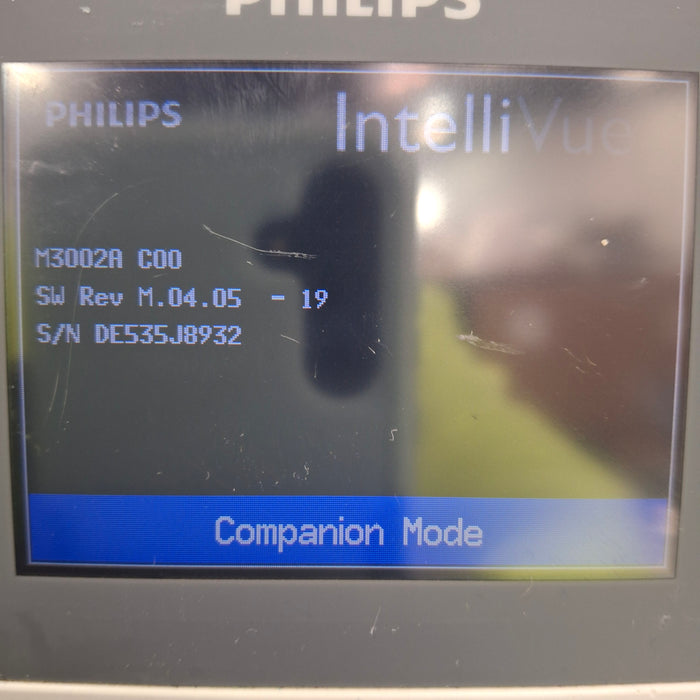 PHILIPS
PHILIPS
IntelliVue
M3002A C00
SW Rev M.04.05 - 19
S/N DE535J8932
Companion Mode